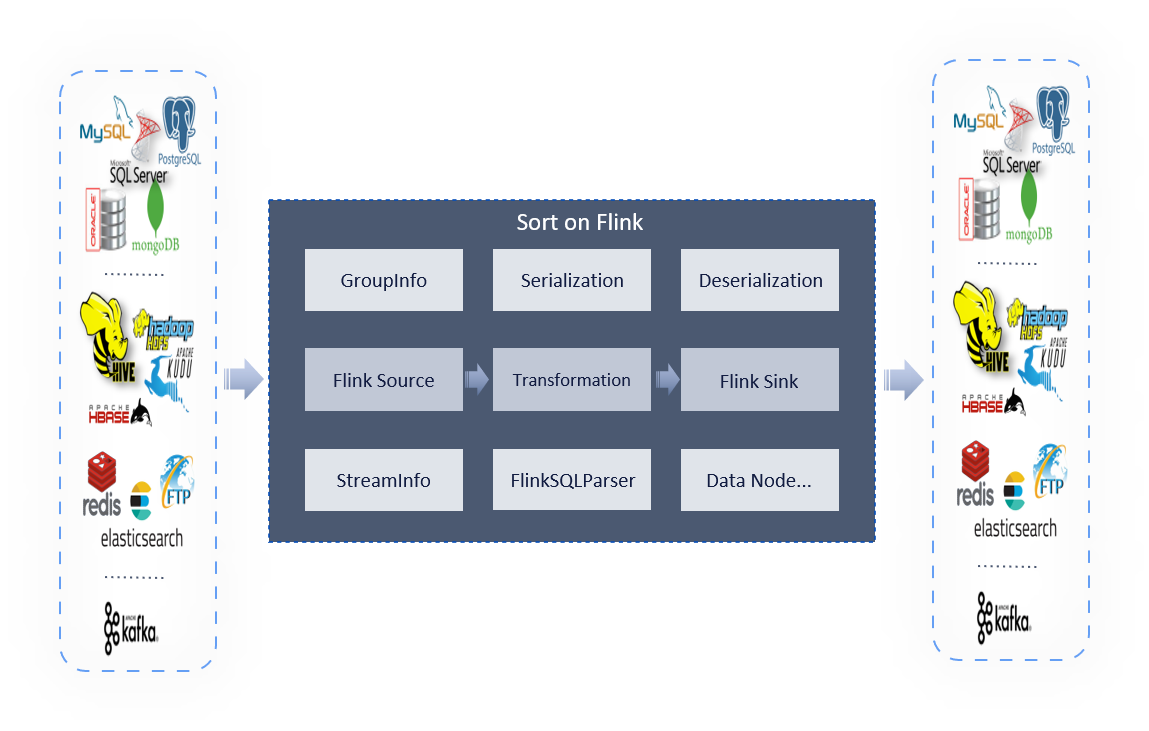 MySQL
PostgreSQL
Microsoft
SQL Server
ORACLE
mongoDB
hadoop
HDFS
HIVE
APACHE
KUDU
APACHE
HBASE
redis
FTP
elasticsearch
APACHE
kafka
Sort on Flink
GroupInfo
Serialization
Deserialization
Flink Source
Transformation
Flink Sink
StreamInfo
FlinkSQLParser
Data Node...
MySQL
PostgreSQL
Microsoft
SQL Server
ORACLE
mongoDB
hadoop
HDFS
HIVE
APACHE
KUDU
APACHE
HBASE
redis
FTP
elasticsearch
APACHE
kafka